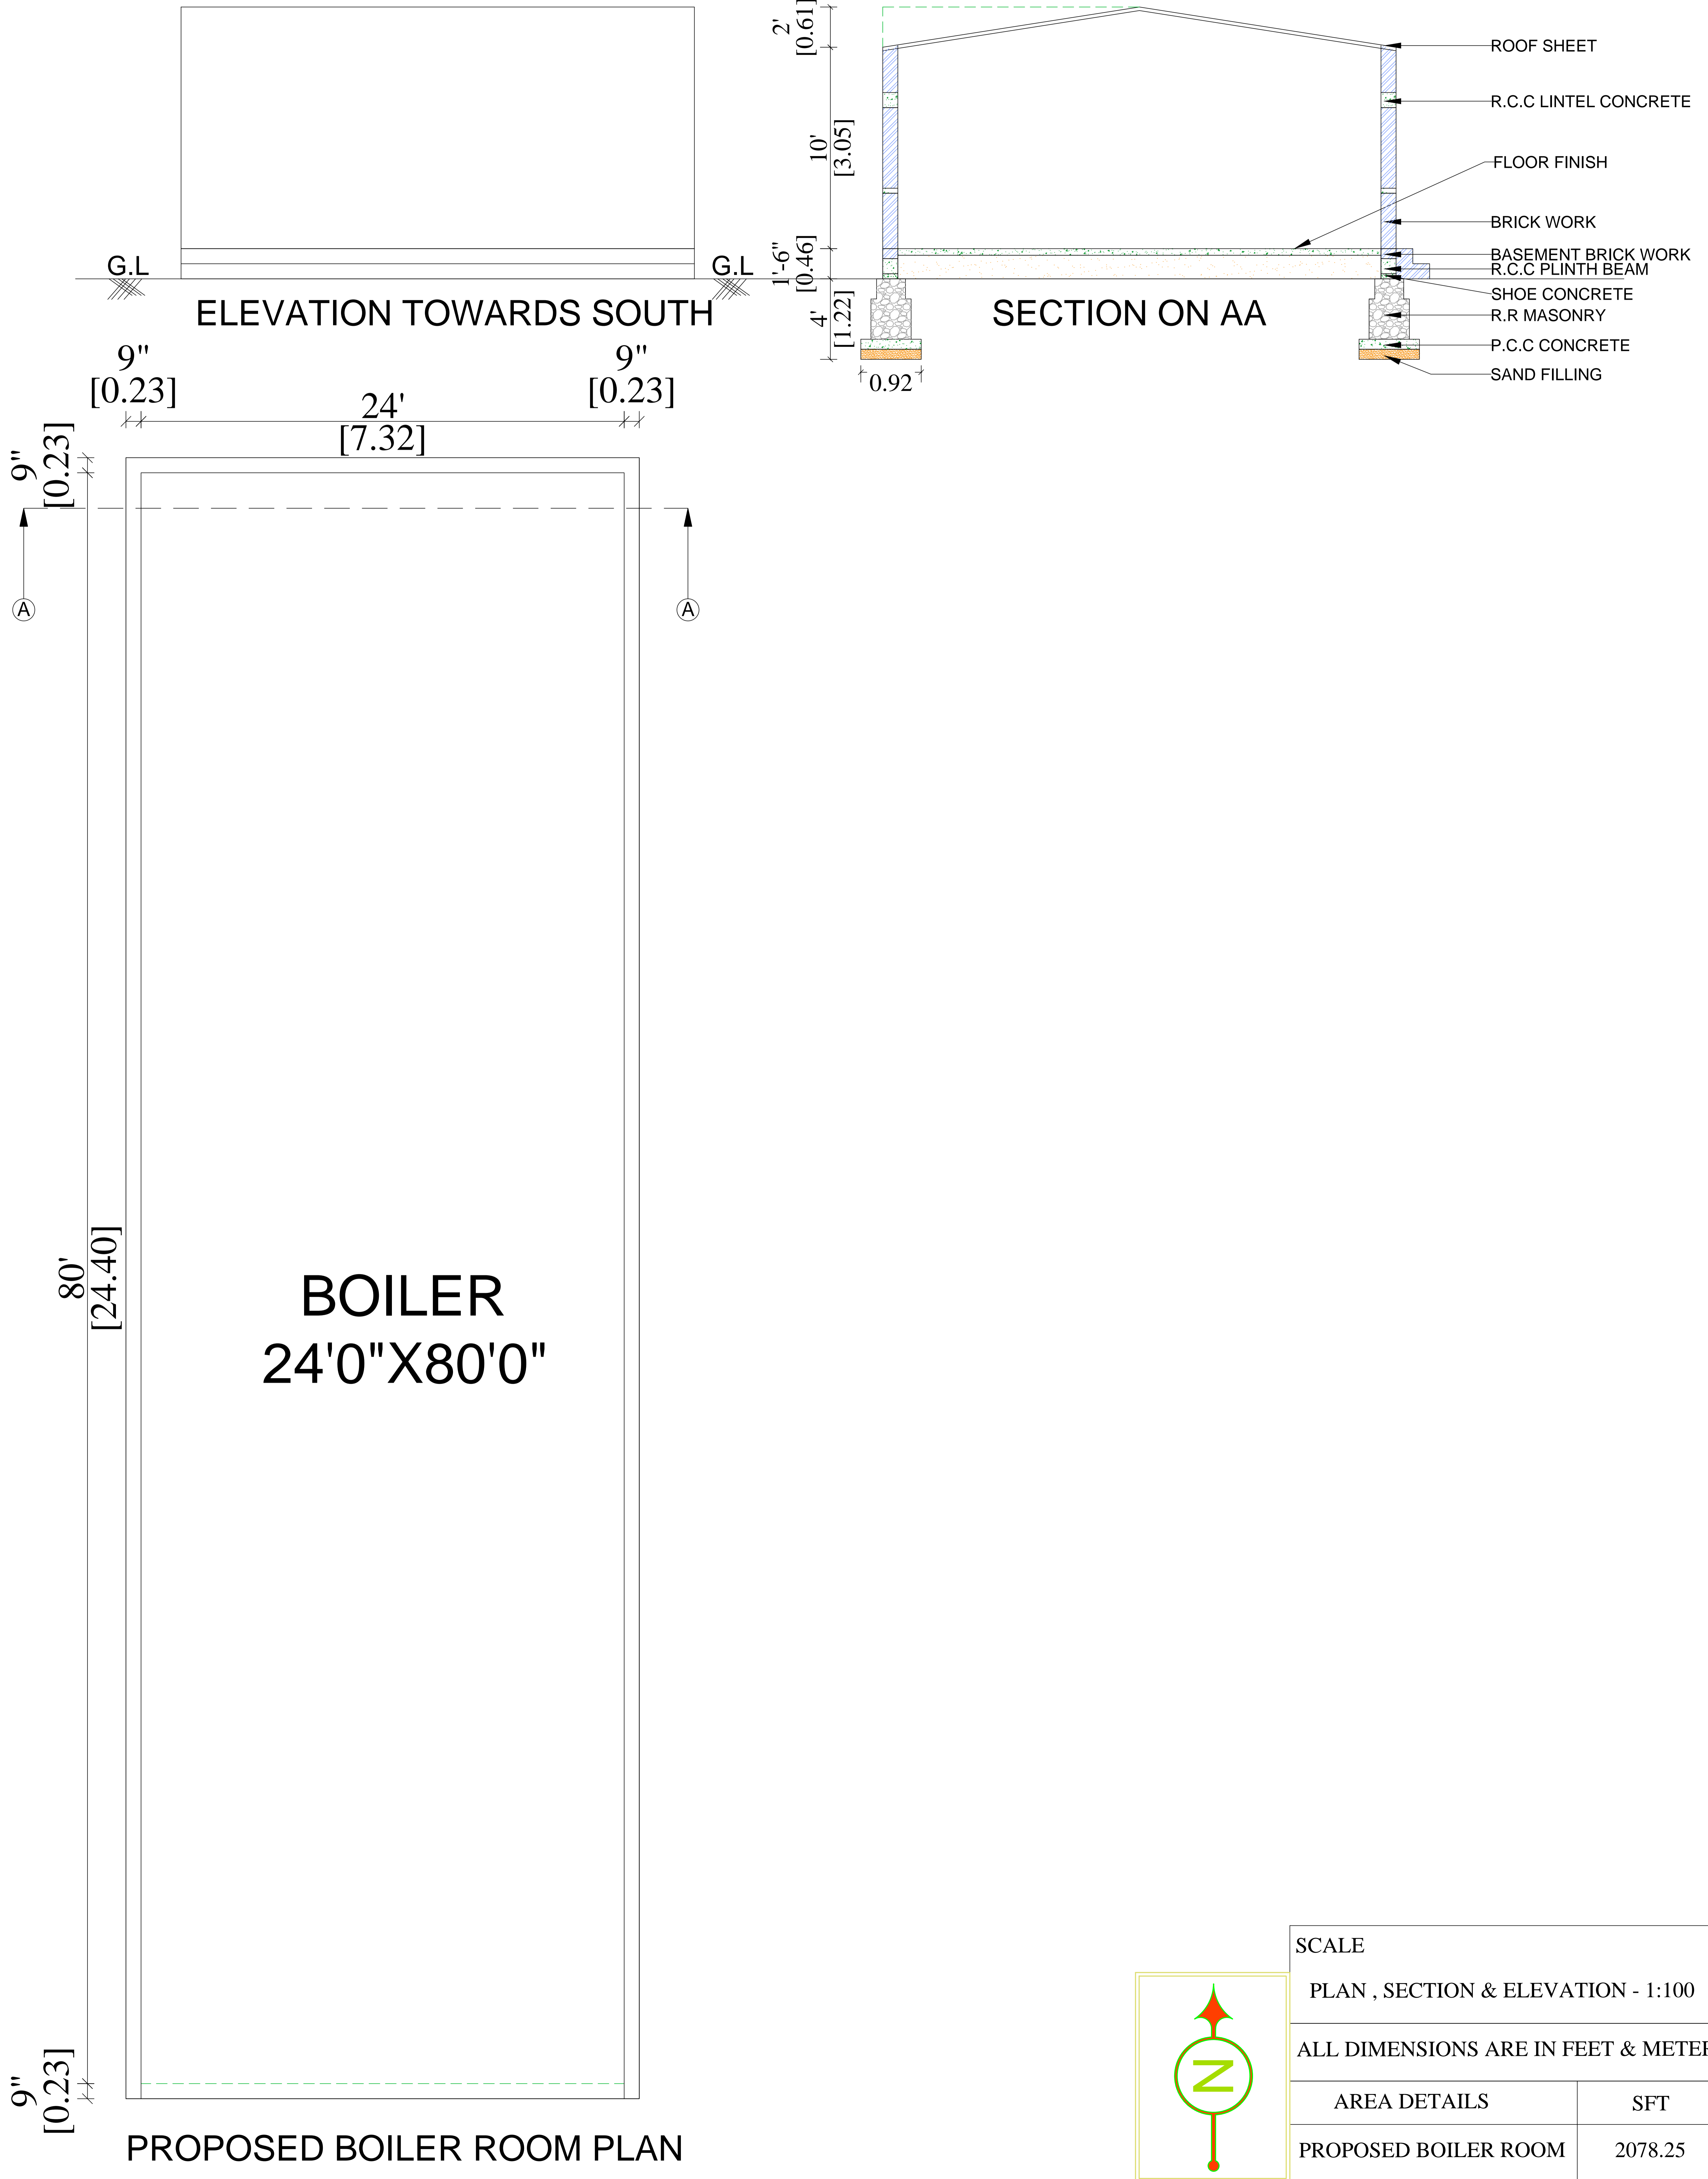 2'
[0.61]
10'
[3.05]
1'-6"
[0.46]
4'
[1.22]
0.92
ROOF SHEET
R.C.C LINTEL CONCRETE
FLOOR FINISH
BRICK WORK
BASEMENT BRICK WORK
R.C.C PLINTH BEAM
SHOE CONCRETE
R.R MASONRY
P.C.C CONCRETE
SAND FILLING
G.L
G.L
ELEVATION TOWARDS SOUTH
SECTION ON AA
9"
[0.23]
24'
[7.32]
9"
[0.23]
9"
[0.23]
A
A
80'
[24.40]
BOILER
24'0"X80'0"
9"
[0.23]
PROPOSED BOILER ROOM PLAN
N
SCALE
PLAN , SECTION & ELEVATION - 1:100
ALL DIMENSIONS ARE IN FEET & METER
AREA DETAILS
SFT
PROPOSED BOILER ROOM
2078.25